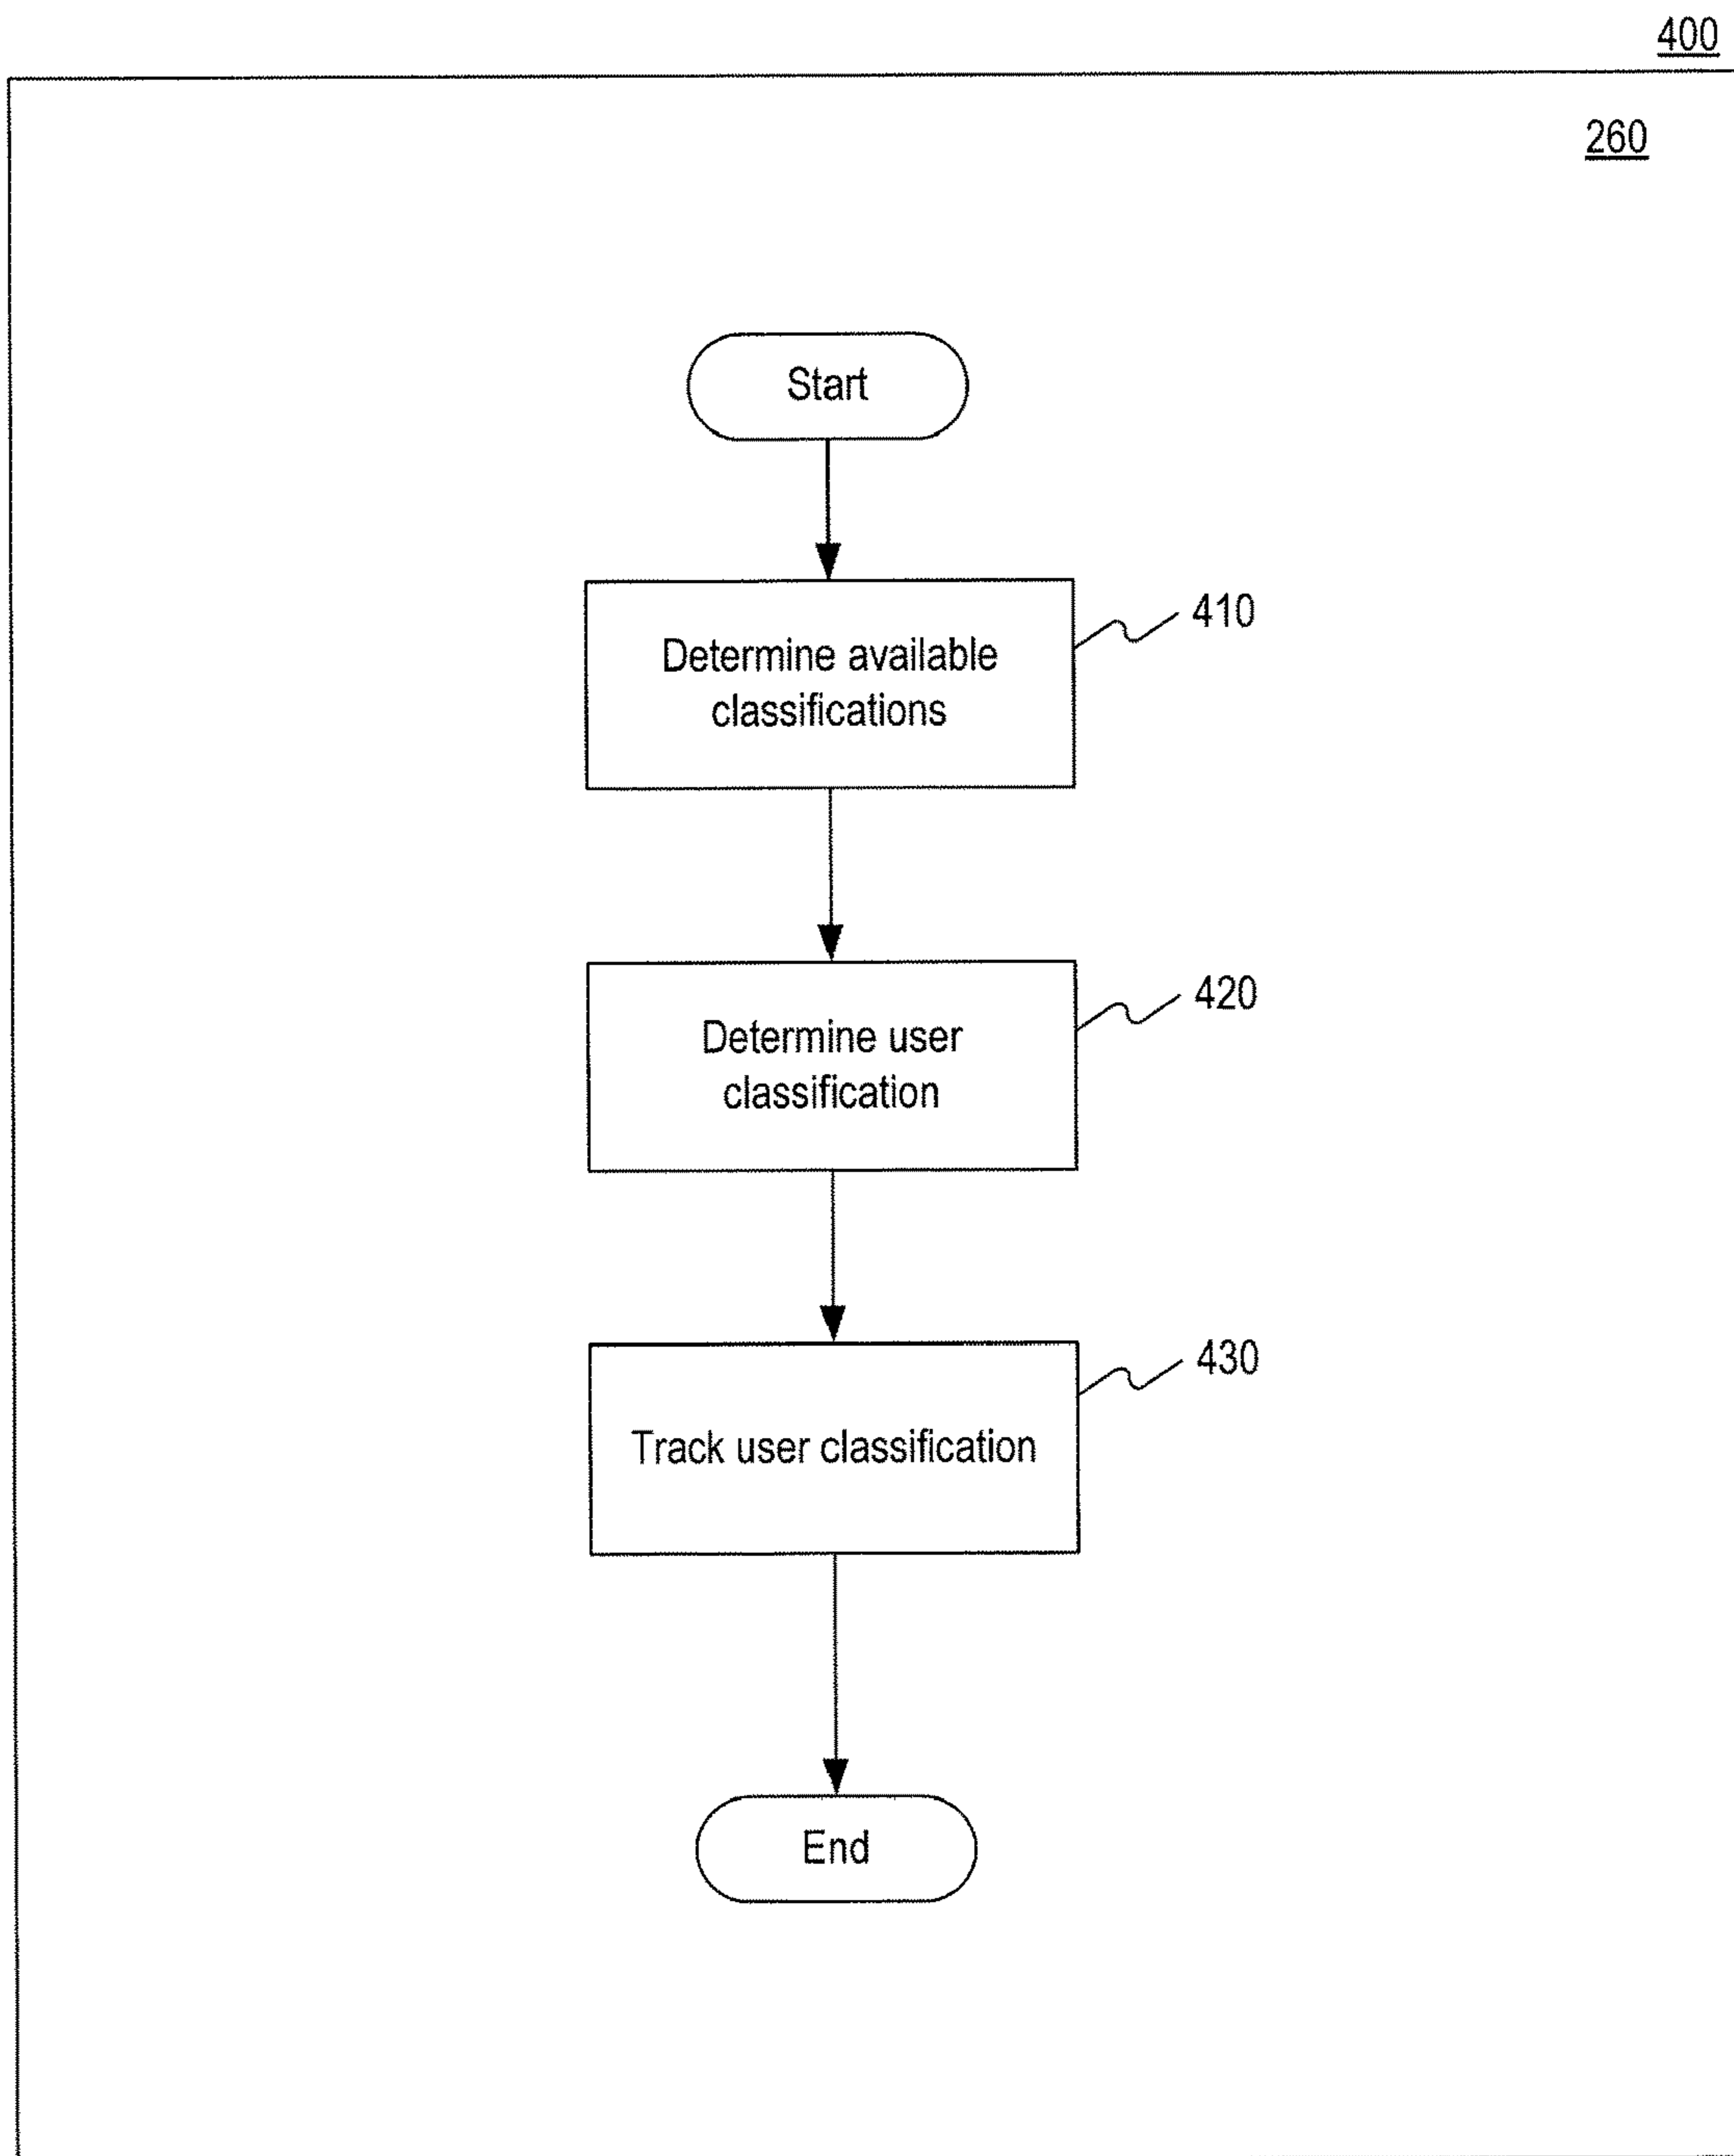 400
260
Start
Determine available
classifications
410
Determine user
classification
420
Track user classification
430
End